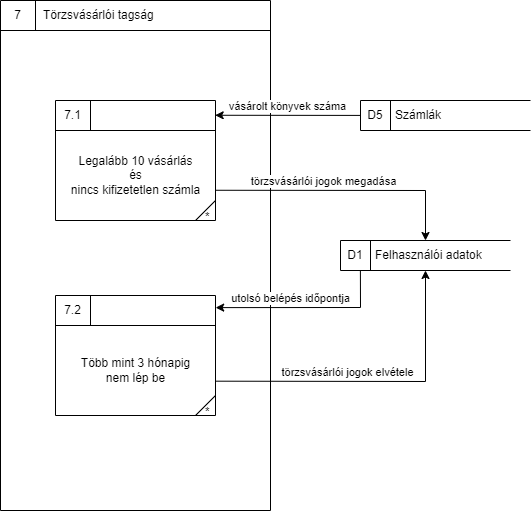 7 Törzsvásárlói tagság
7.1
vásárolt könyvek száma
D5 Számlák
Legalább 10 vásárlás
és
nincs kifizetetlen számla
*
törzsvásárlói jogok megadása
D1 Felhasználói adatok
utolsó belépés időpontja
7.2
Több mint 3 hónapig
nem lép be
*
törzsvásárlói jogok elvétele